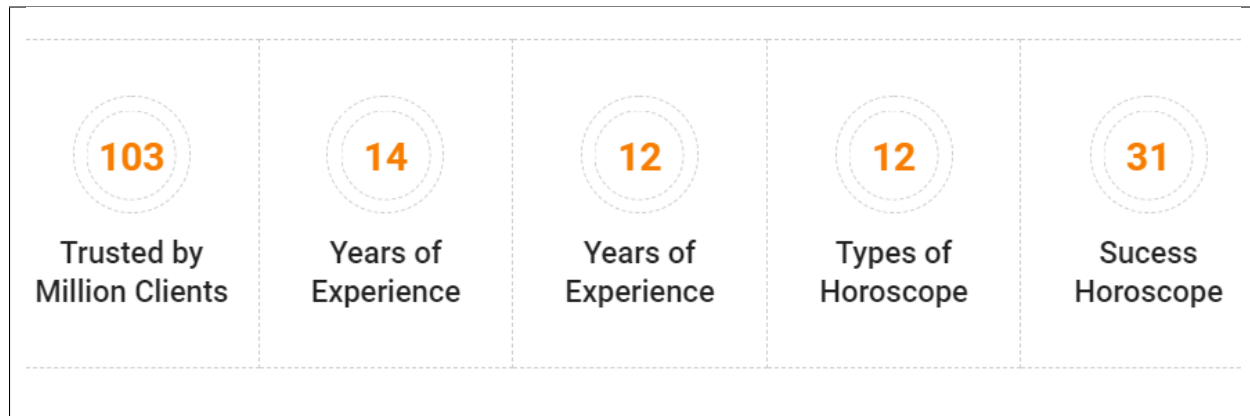 103
Trusted by
Million Clients
14
Years of
Experience
12
Years of
Experience
12
Types of
Horoscope
31
Sucess
Horoscope